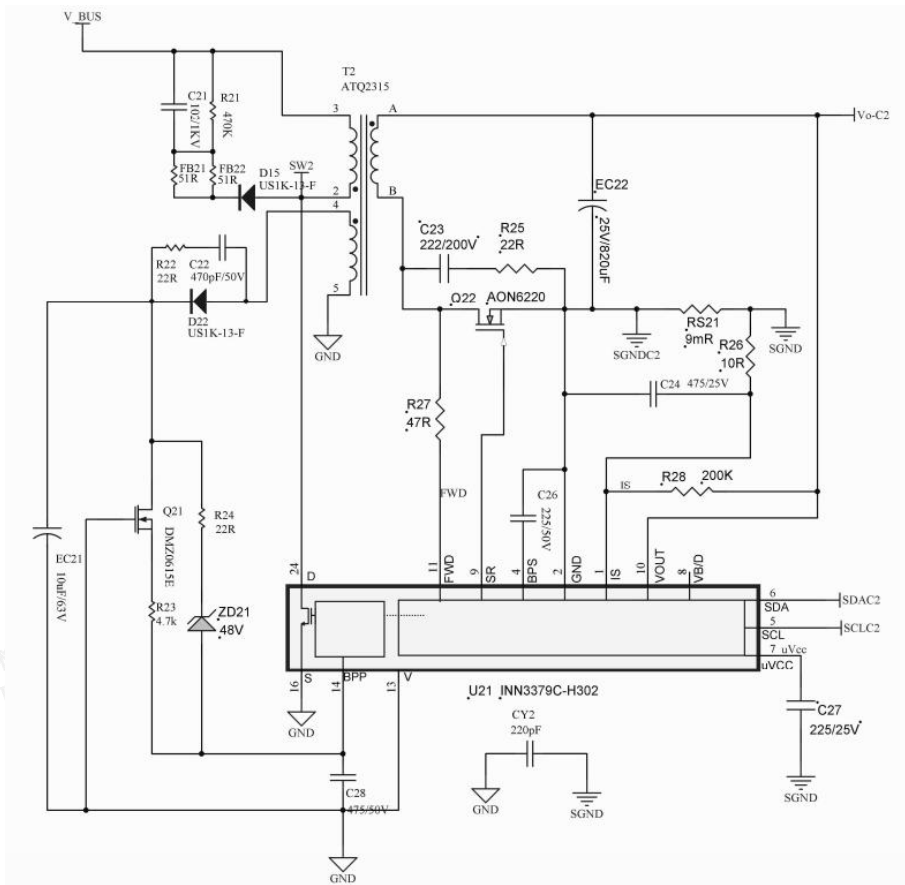 V_BUS
T2
ATQ2315
C21
102/1KV
R21
470K
3
A
Vo-C2
FB21
51R
FB22
51R
D15
US1K-13-F
SW2
2
4
B
EC22
25V/820uF
C23
222/200V
R25
22R
R22
22R
C22
470pF/50V
D22
US1K-13-F
5
GND
Q22
AON6220
SGNDC2
RS21
9mR
SGND
R26
10R
C24
475/25V
R27
47R
IS
R28
200K
FWD
C26
225/50V
Q21
DMZ0615E
R24
22R
EC21
10uF/63V
R23
4.7k
ZD21
48V
24
D
11
FWD
9
SR
4
BPS
2
GND
1
IS
10
VOUT
8
VB/D
6
SDA
SDAC2
5
SCL
SCLC2
7
uVcc
uVCC
16
S
14
BPP
13
V
U21
INN3379C-H302
GND
CY2
220pF
GND
SGND
C27
225/25V
SGND
C28
475/50V
GND